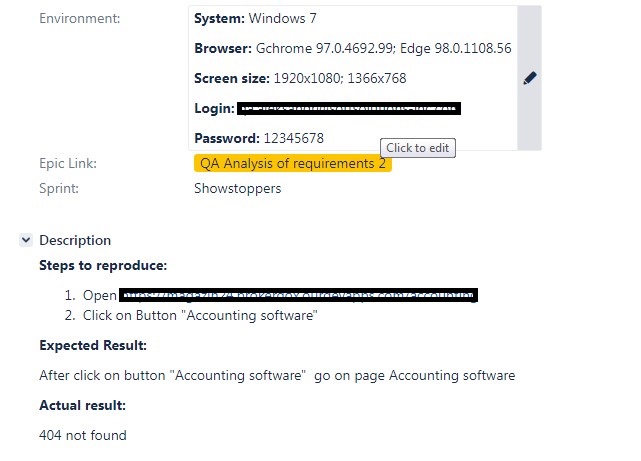 Environment:
System: Windows 7
Browser: Gchrome 97.0.4692.99; Edge 98.0.1108.56
Screen size: 1920x1080; 1366x768
Login:
Password: 12345678
Click to edit
Epic Link: QA Analysis of requirements 2
Sprint: Showstoppers
Description
Steps to reproduce:
1. Open
2. Click on Button "Accounting software"
Expected Result:
After click on button "Accounting software"  go on page Accounting software
Actual result:
404 not found